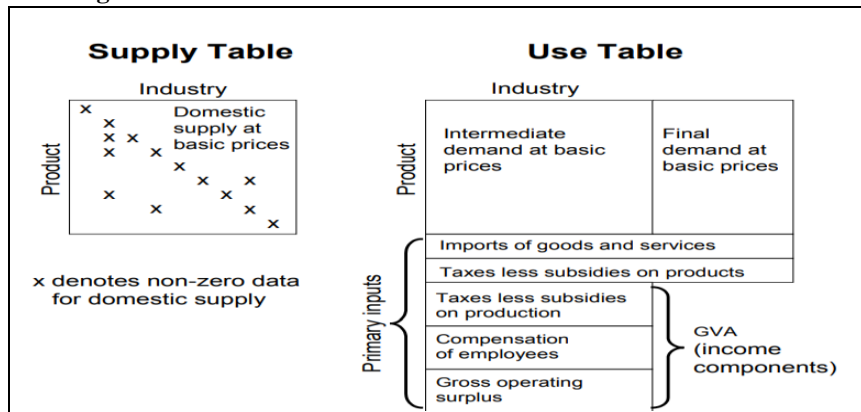 Supply Table
Industry
Product
Domestic
supply at
basic prices
x
x
x x
x x
x
x x
x x
x x
x
x denotes non-zero data
for domestic supply
Use Table
Industry
Product
Intermediate
demand at basic
prices
Final
demand at
basic prices
Primary inputs
Imports of goods and services
Taxes less subsidies on products
Taxes less subsidies
on production
Compensation
of employees
Gross operating
surplus
GVA
(income
components)